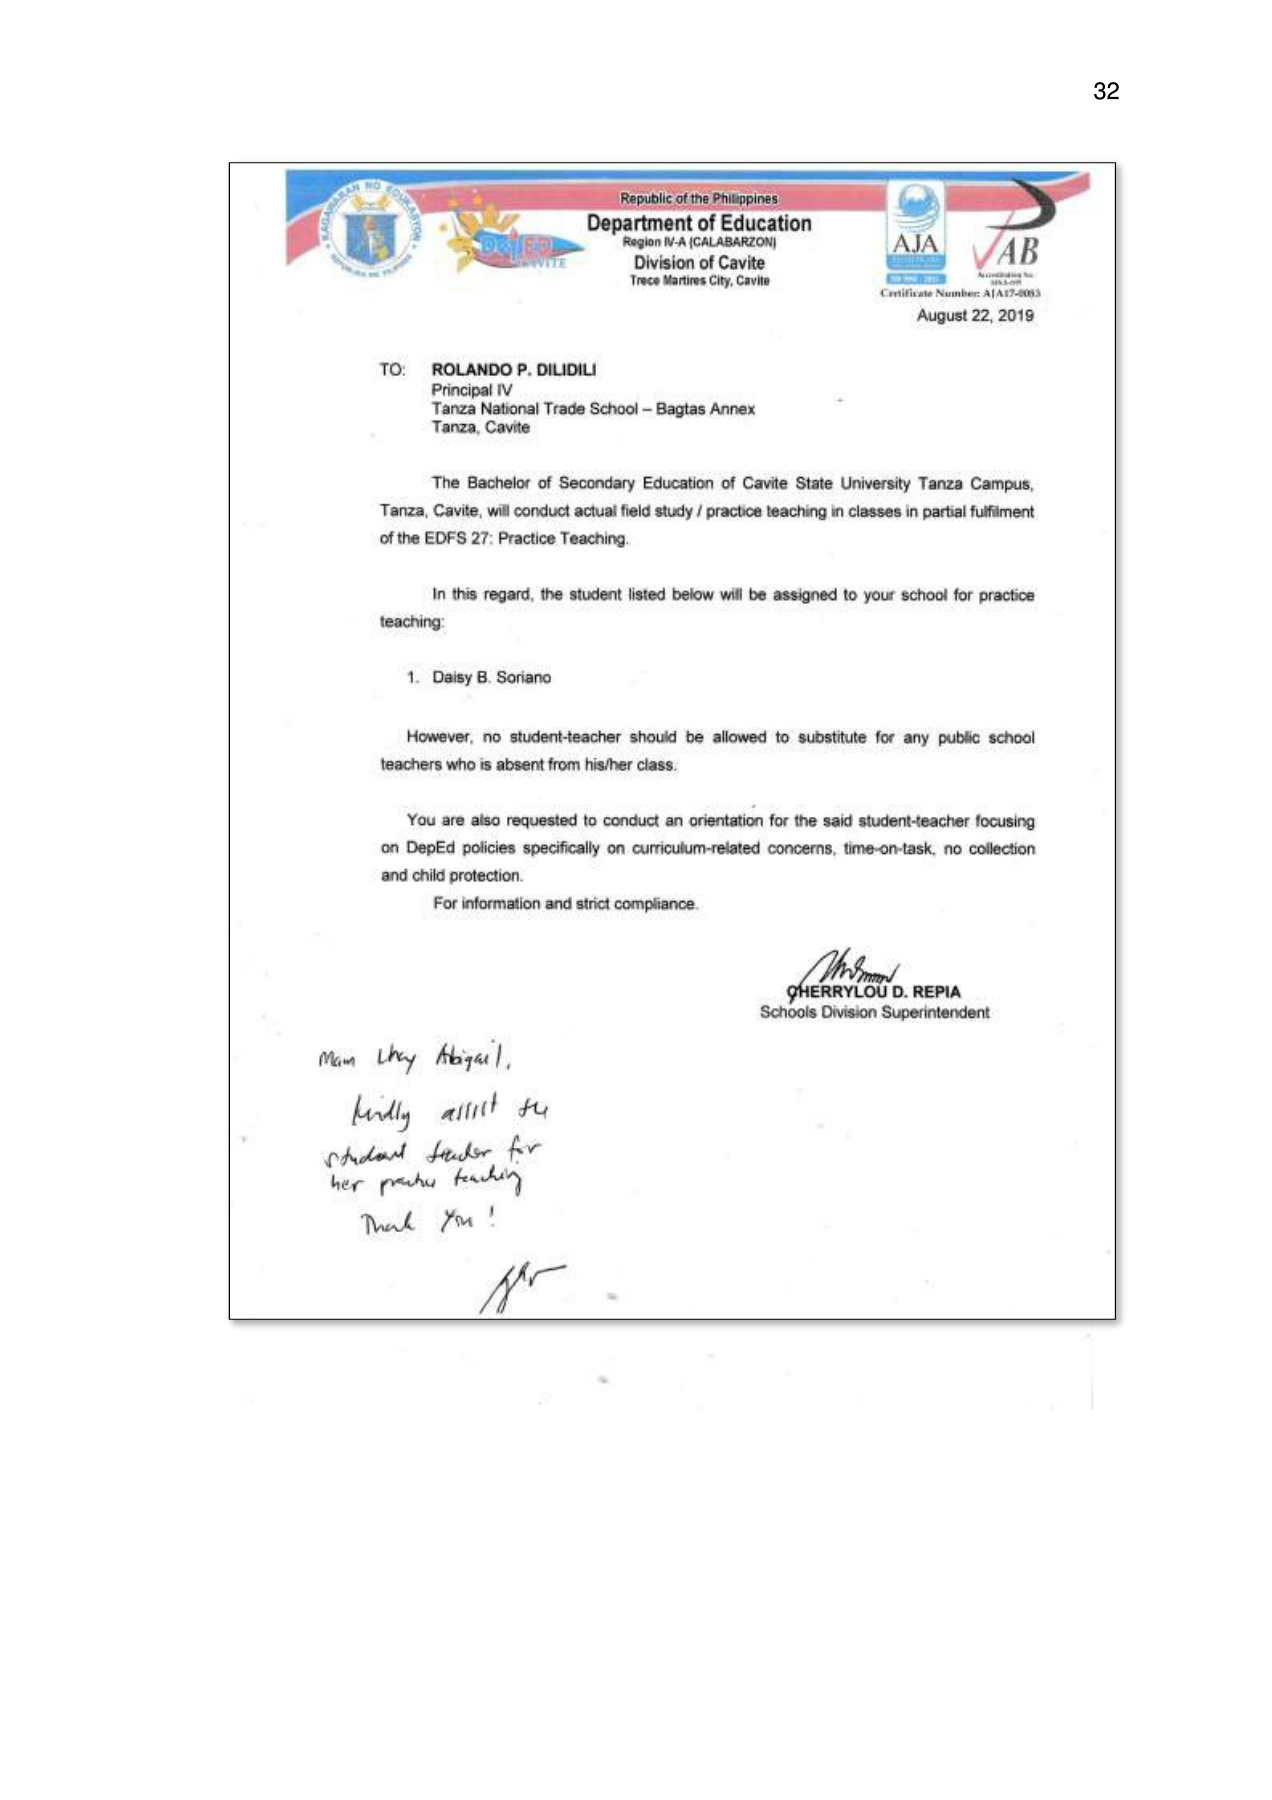 32
KAGAWARAN NG EDUKASYON
REPUBLIKA NG PILIPINAS
DepED
CAVITE
Republic of the Philippines
Department of Education
Region IV-A (CALABARZON)
Division of Cavite
Trece Martires City, Cavite
AJA
AB
Accreditation No.
Certificate Number: AJA17-0083
August 22, 2019
TO: ROLANDO P. DILIDILI
Principal IV
Tanza National Trade School – Bagtas Annex
Tanza, Cavite
The Bachelor of Secondary Education of Cavite State University Tanza Campus,
Tanza, Cavite, will conduct actual field study / practice teaching in classes in partial fulfilment
of the EDFS 27: Practice Teaching.
In this regard, the student listed below will be assigned to your school for practice
teaching:
1. Daisy B. Soriano
However, no student-teacher should be allowed to substitute for any public school
teachers who is absent from his/her class.
You are also requested to conduct an orientation for the said student-teacher focusing
on DepEd policies specifically on curriculum-related concerns, time-on-task, no collection
and child protection.
For information and strict compliance.
CHERRYLOU D. REPIA
Schools Division Superintendent
Mam Abigail,
kindly assist the
student teacher for
her practice teaching
Thank You!